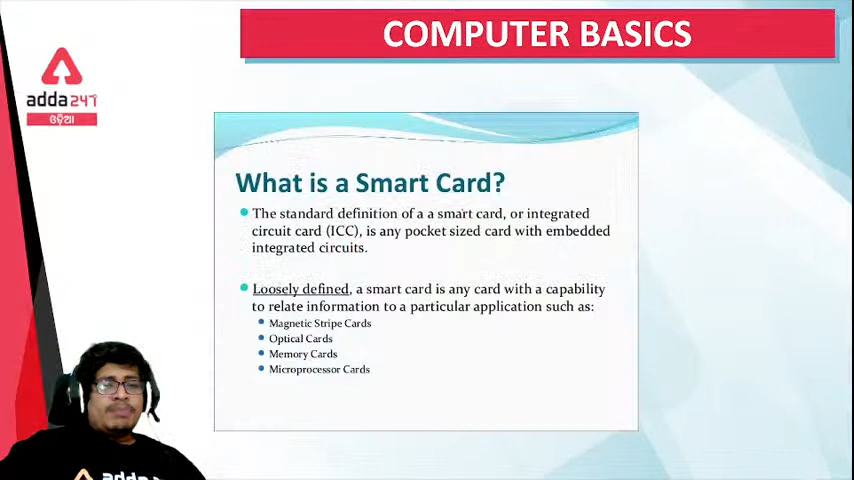 COMPUTER BASICS
adda247
ଓଡ଼ିଆ
What is a Smart Card?
The standard definition of a a smart card, or integrated
circuit card (ICC), is any pocket sized card with embedded
integrated circuits.
Loosely defined, a smart card is any card with a capability
to relate information to a particular application such as:
Magnetic Stripe Cards
Optical Cards
Memory Cards
Microprocessor Cards
adda